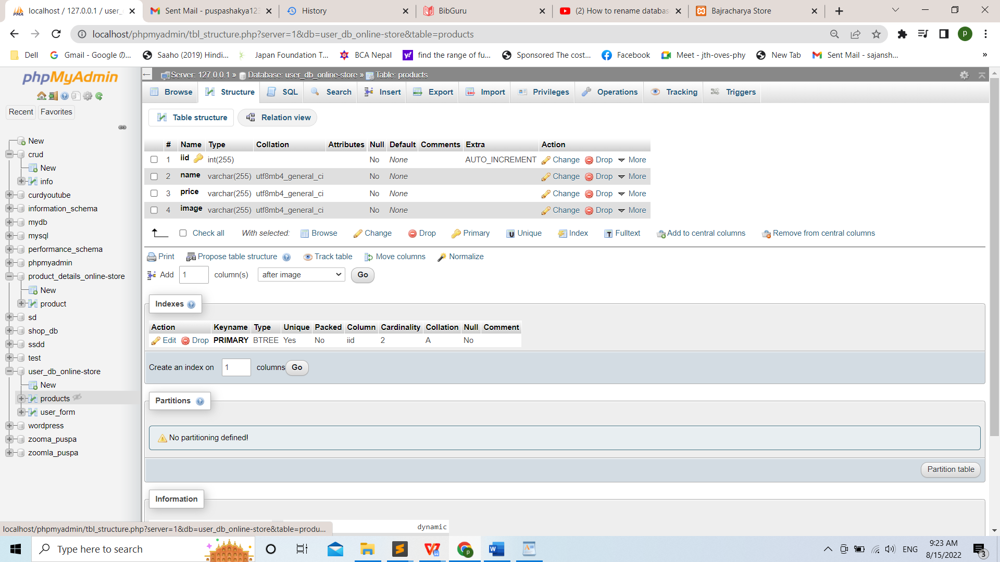 localhost / 127.0.0.1 / user_
Sent Mail - puspashakya123
History
BibGuru
(2) How to rename databas
Bajracharya Store
localhost/phpmyadmin/tbl_structure.php?server=1&db=user_db_online-store&table=products
p
Dell
Gmail - Google の...
Saaho (2019) Hindi...
Japan Foundation T...
BCA Nepal
find the range of fu...
Sponsored The cost...
Facebook
Meet - jth-oves-phy
New Tab
Sent Mail - sajansh...
»
phpMyAdmin
Recent
Favorites
New
crud
New
info
curdyoutube
information_schema
mydb
mysql
performance_schema
phpmyadmin
product_details_online-store
New
product
sd
shop_db
ssdd
test
user_db_online-store
New
products
user_form
wordpress
zooma_puspa
zoomla_puspa
Server: 127.0.0.1 » Database: user_db_online-store » Table: products
Browse Structure SQL Search Insert Export Import Privileges Operations Tracking Triggers
Table structure Relation view
# Name Type Collation Attributes Null Default Comments Extra Action
1 iid int(255) No None AUTO_INCREMENT Change Drop More
2 name varchar(255) utf8mb4_general_ci No None Change Drop More
3 price varchar(255) utf8mb4_general_ci No None Change Drop More
4 image varchar(255) utf8mb4_general_ci No None Change Drop More
Check all With selected: Browse Change Drop Primary Unique Index Fulltext Add to central columns Remove from central columns
Print Propose table structure Track table Move columns Normalize
Add 1 column(s) after image Go
Indexes
Action Keyname Type Unique Packed Column Cardinality Collation Null Comment
Edit Drop PRIMARY BTREE Yes No iid 2 A No
Create an index on 1 columns Go
Partitions
No partitioning defined!
Partition table
Information
dynamic
localhost/phpmyadmin/tbl_structure.php?server=1&db=user_db_online-store&table=produ...
Type here to search
ENG
9:23 AM
8/15/2022
3